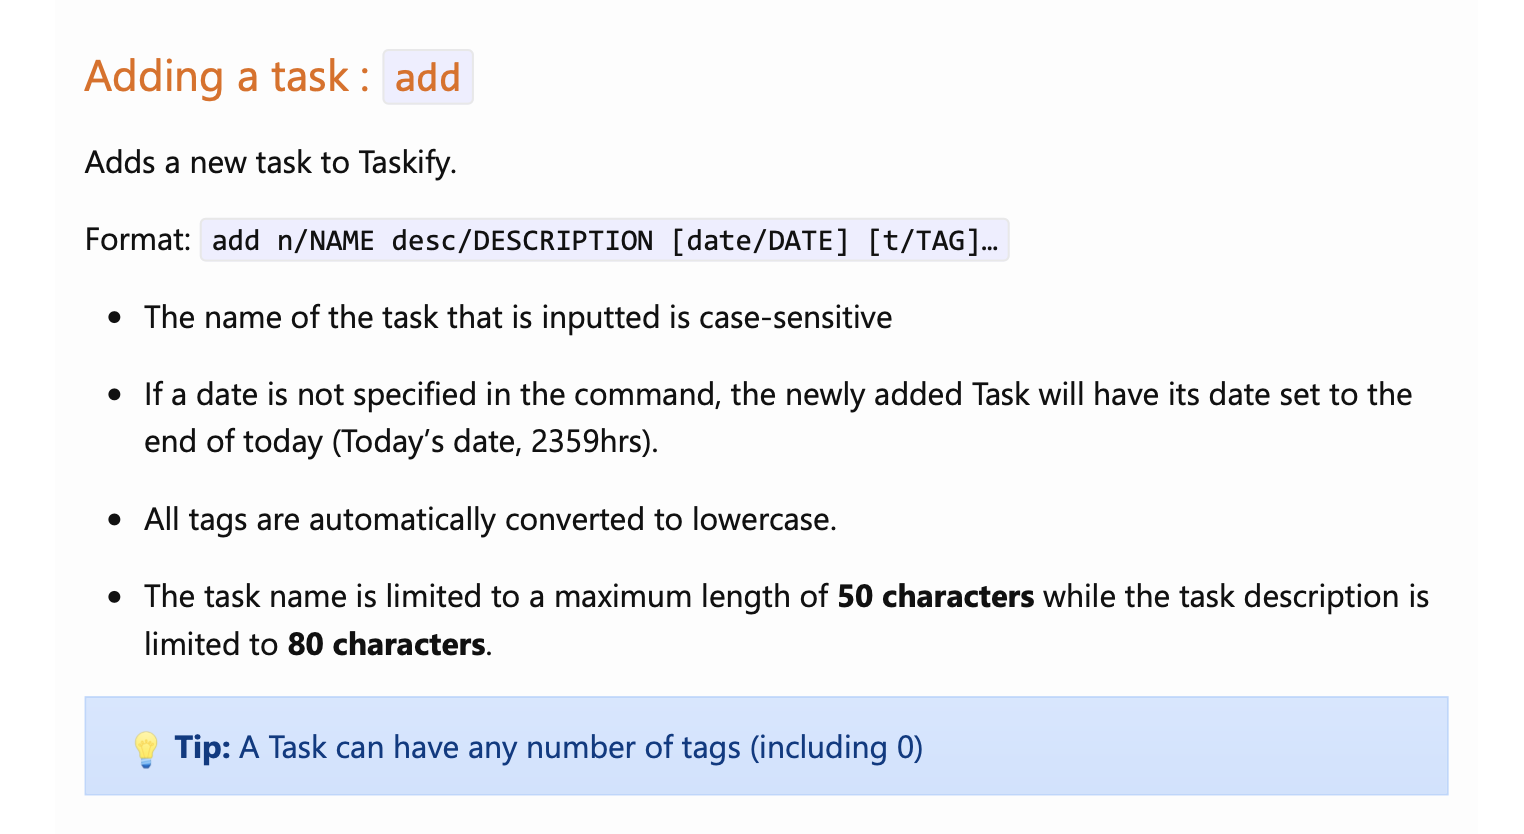 Adding a task : add
Adds a new task to Taskify.
Format: add n/NAME desc/DESCRIPTION [date/DATE] [t/TAG]…
• The name of the task that is inputted is case-sensitive
• If a date is not specified in the command, the newly added Task will have its date set to the
end of today (Today’s date, 2359hrs).
• All tags are automatically converted to lowercase.
• The task name is limited to a maximum length of 50 characters while the task description is
limited to 80 characters.
💡 Tip: A Task can have any number of tags (including 0)